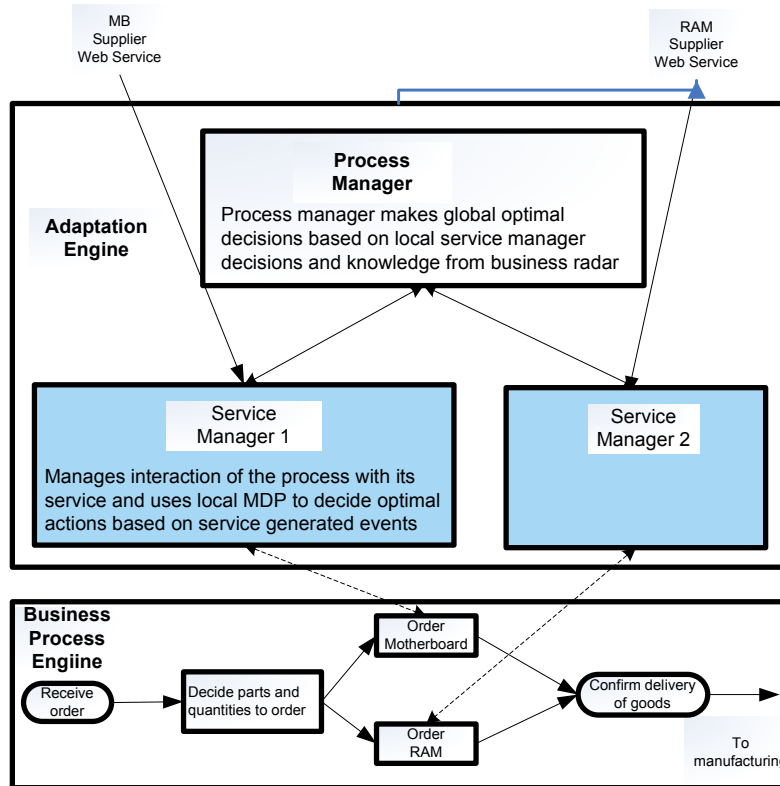 MB
Supplier
Web Service
RAM
Supplier
Web Service
Process
Manager
Process manager makes global optimal
decisions based on local service manager
decisions and knowledge from business radar
Adaptation
Engine
Service
Manager 1
Manages interaction of the process with its
service and uses local MDP to decide optimal
actions based on service generated events
Service
Manager 2
Business
Process
Engiine
Receive
order
Decide parts and
quantities to order
Order
Motherboard
Order
RAM
Confirm delivery
of goods
To
manufacturing